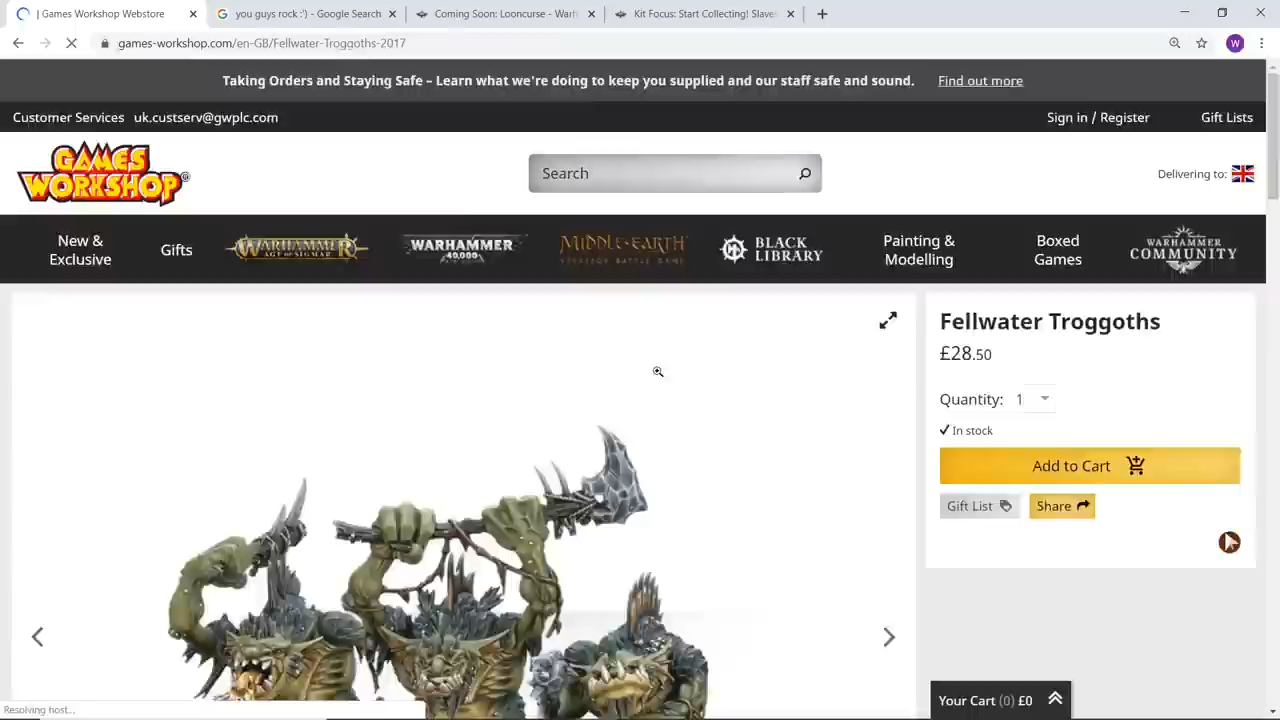 | Games Workshop Webstore
you guys rock :') - Google Search
Coming Soon: Looncurse - Warh
Kit Focus: Start Collecting! Slaves
games-workshop.com/en-GB/Fellwater-Troggoths-2017
W
Taking Orders and Staying Safe – Learn what we're doing to keep you supplied and our staff safe and sound. Find out more
Customer Services uk.custserv@gwplc.com
Sign in / Register
Gift Lists
GAMES
WORKSHOP®
Search
Delivering to:
New &
Exclusive
Gifts
WARHAMMER
AGE OF SIGMAR
WARHAMMER
40,000
MIDDLE-EARTH
STRATEGY BATTLE GAME
BLACK
LIBRARY
Painting &
Modelling
Boxed
Games
WARHAMMER
COMMUNITY
Fellwater Troggoths
£28.50
Quantity: 1
In stock
Add to Cart
Gift List
Share
Your Cart (0) £0
Resolving host...